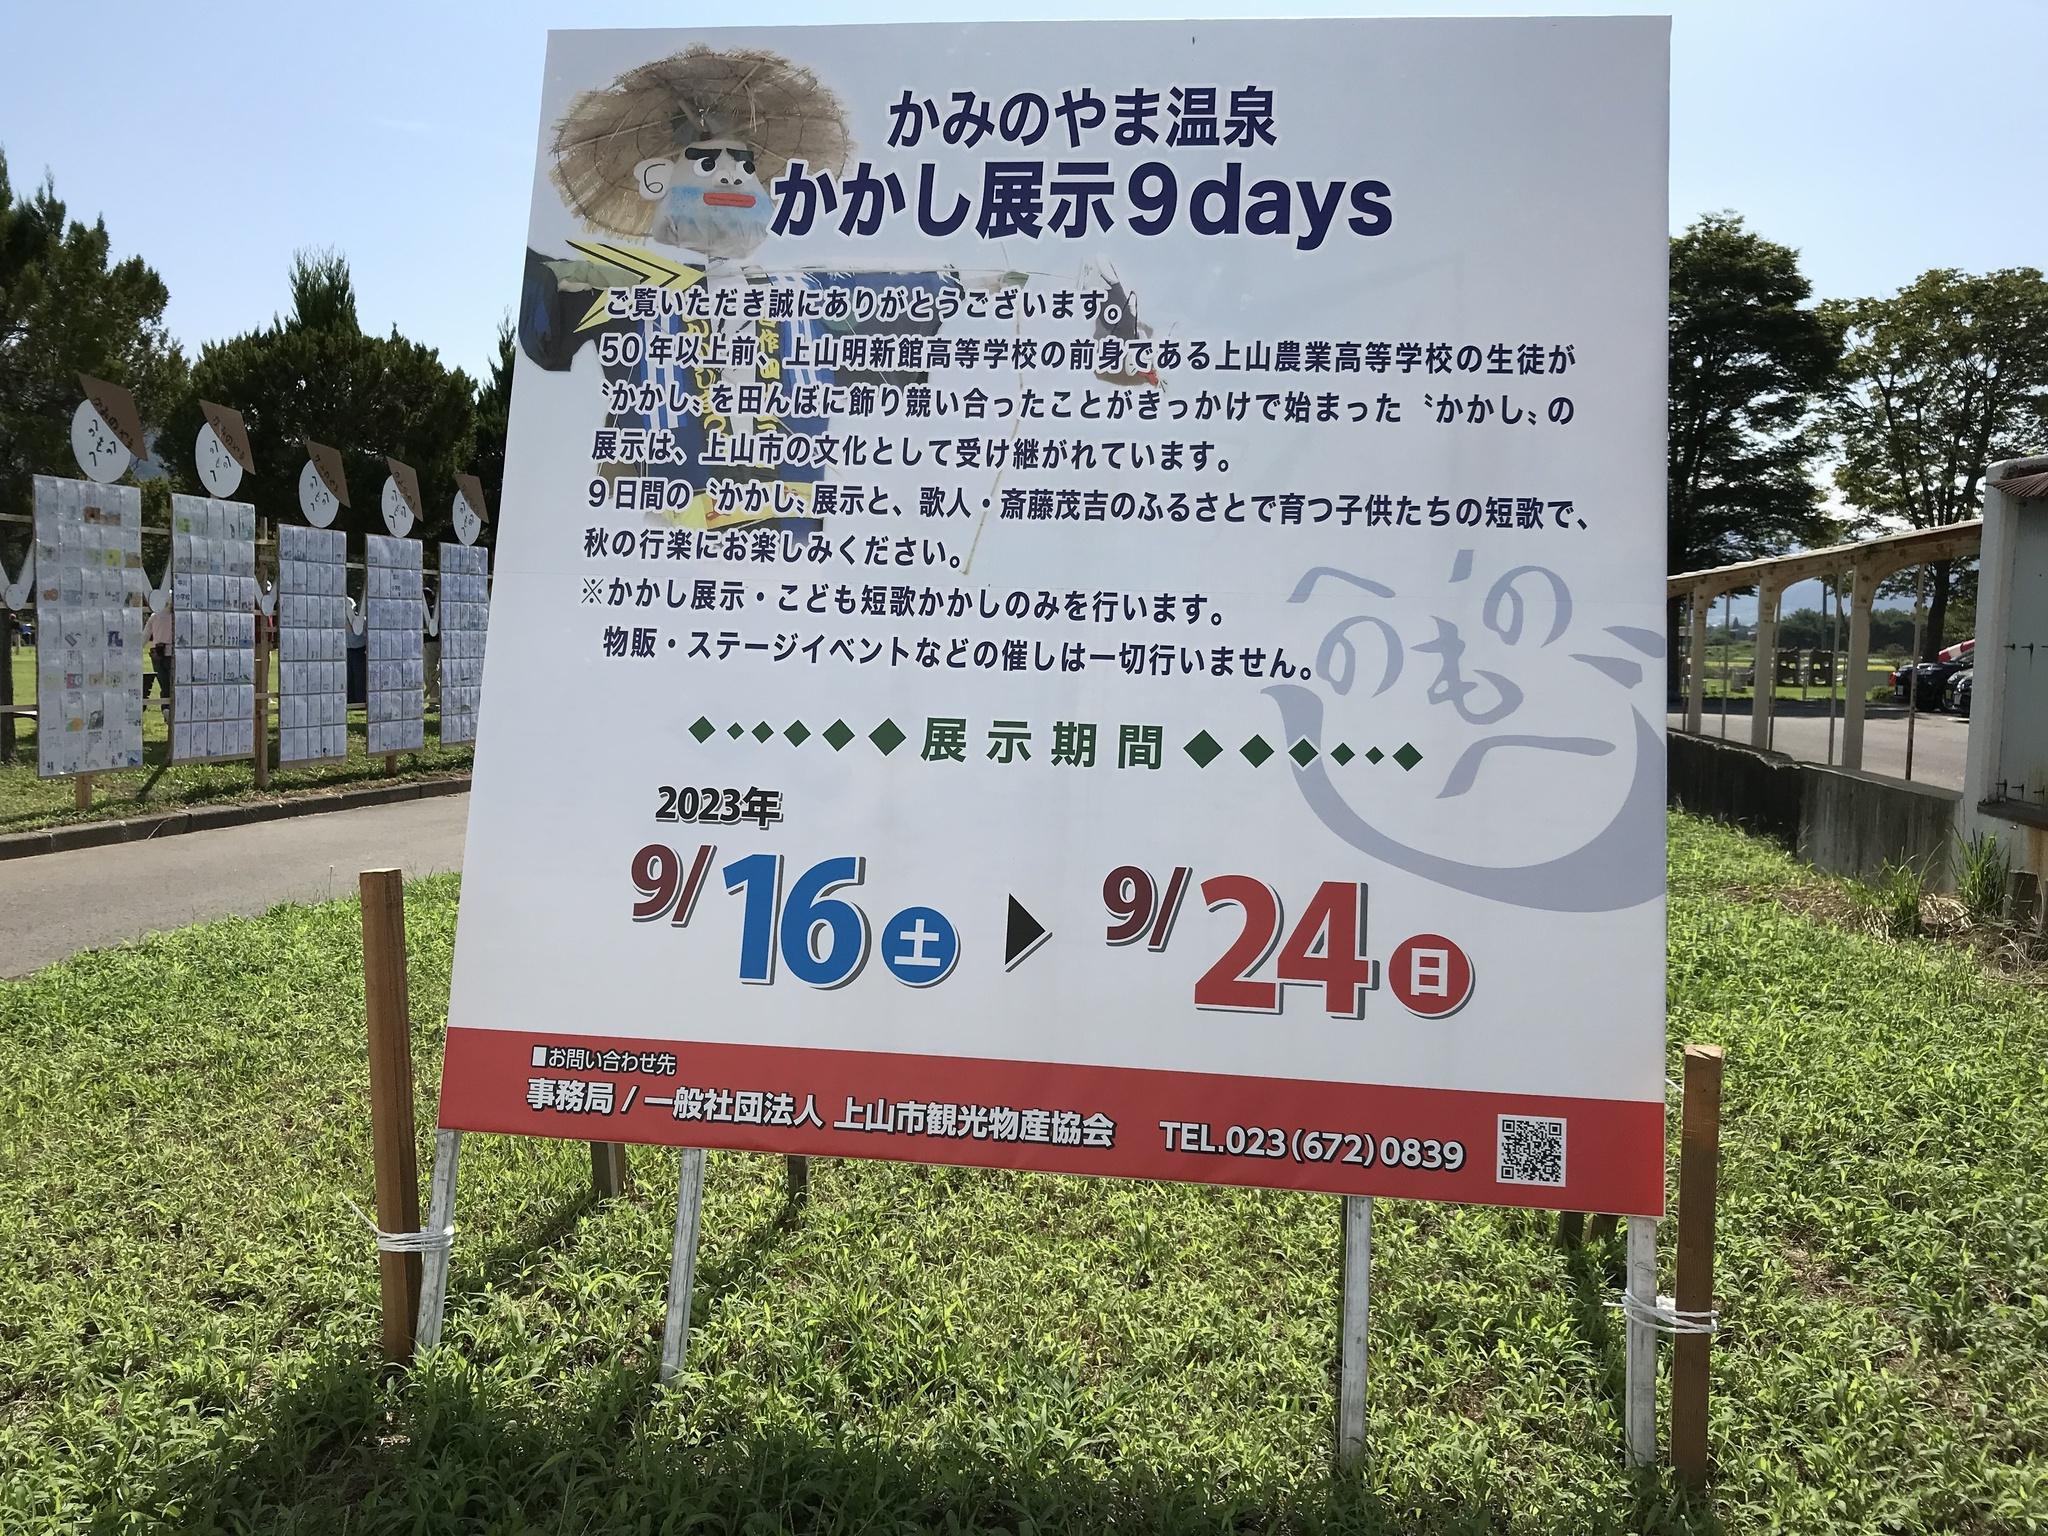 かみのやま温泉
かかし展示9days
ご覧いただき誠にありがとうございます。
50年以上前、上山明新館高等学校の前身である上山農業高等学校の生徒が
〝かかし〟を田んぼに飾り競い合ったことがきっかけで始まった〝かかし〟の
展示は、上山市の文化として受け継がれています。
9日間の〝かかし〟展示と、歌人・斎藤茂吉のふるさとで育つ子供たちの短歌で、
秋の行楽にお楽しみください。
※かかし展示・こども短歌かかしのみを行います。
物販・ステージイベントなどの催しは一切行いません。
◆◆◆◆◆◆展示期間◆◆◆◆◆◆
2023年
9/16土▶9/24日
■お問い合わせ先
事務局/一般社団法人 上山市観光物産協会 TEL.023(672)0839